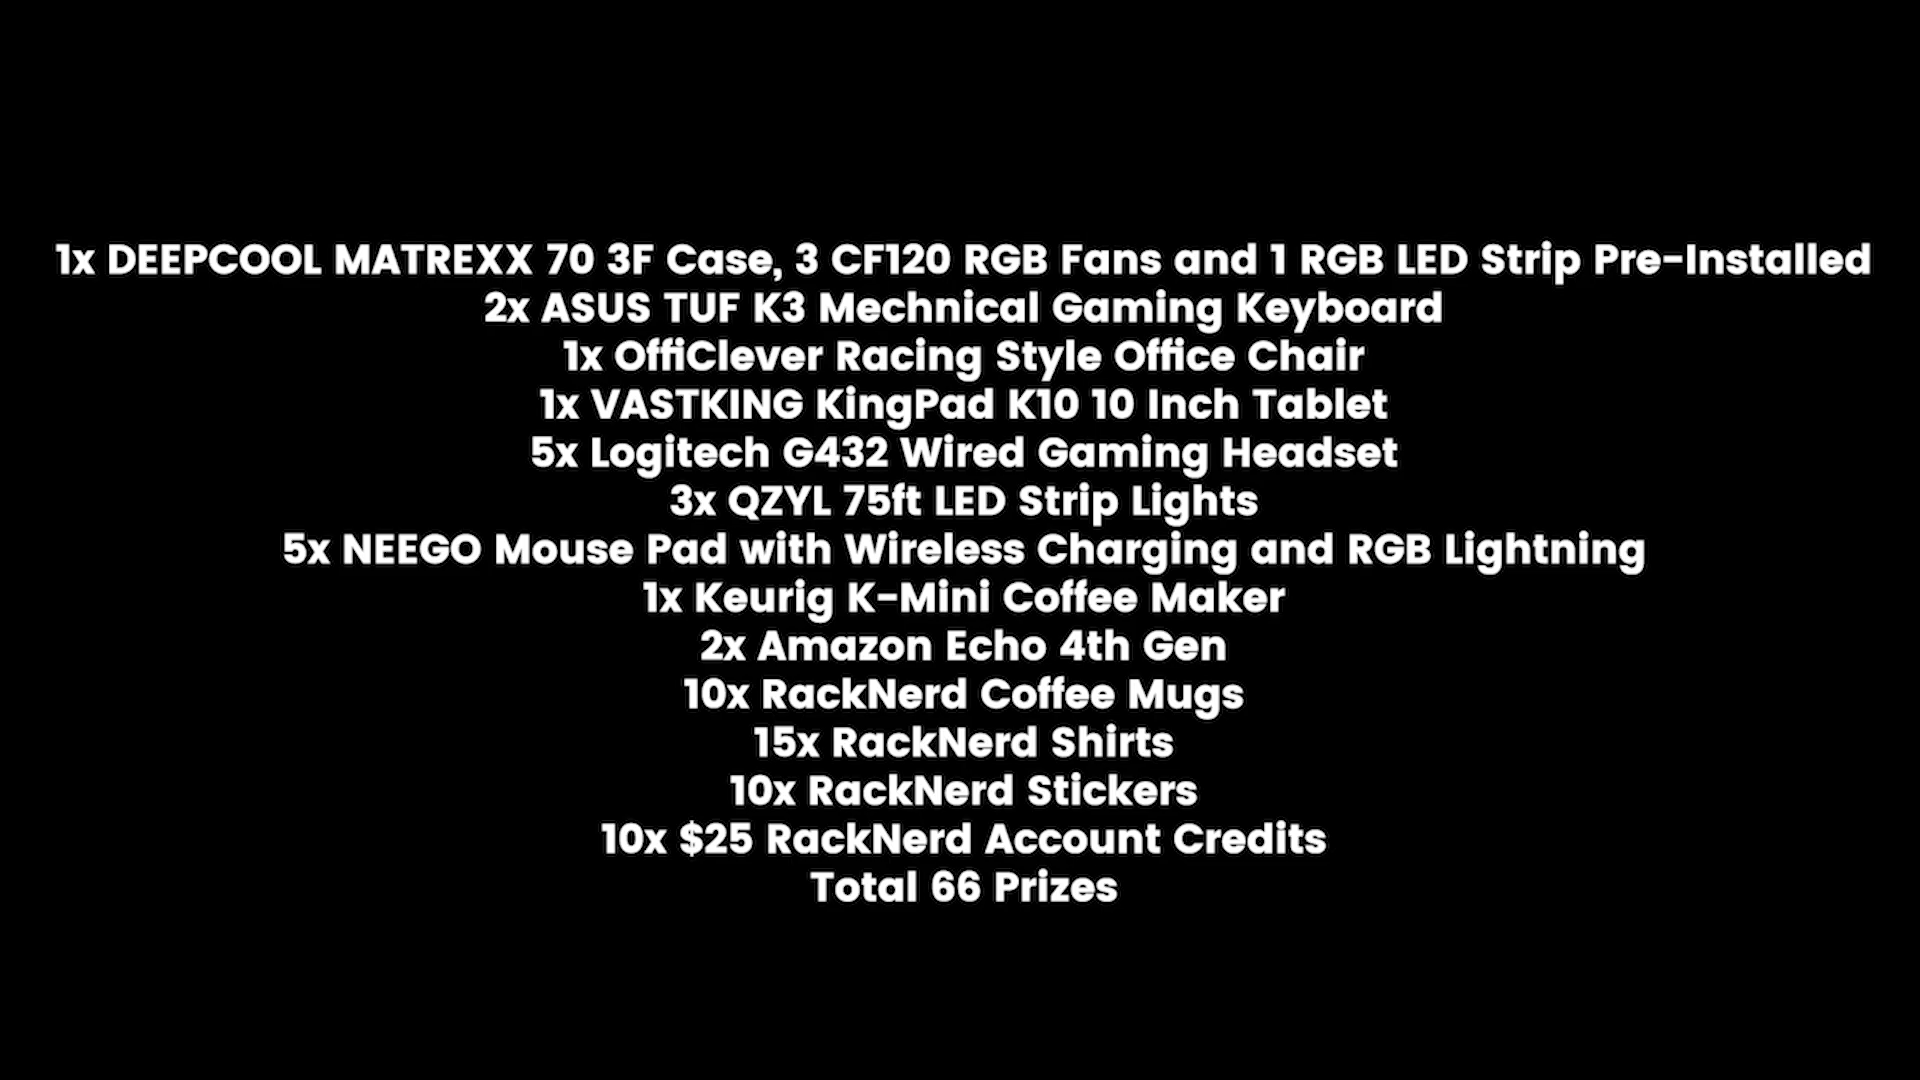 1x DEEPCOOL MATREXX 70 3F Case, 3 CF120 RGB Fans and 1 RGB LED Strip Pre-Installed
2x ASUS TUF K3 Mechnical Gaming Keyboard
1x OffiClever Racing Style Office Chair
1x VASTKING KingPad K10 10 Inch Tablet
5x Logitech G432 Wired Gaming Headset
3x QZYL 75ft LED Strip Lights
5x NEEGO Mouse Pad with Wireless Charging and RGB Lightning
1x Keurig K-Mini Coffee Maker
2x Amazon Echo 4th Gen
10x RackNerd Coffee Mugs
15x RackNerd Shirts
10x RackNerd Stickers
10x $25 RackNerd Account Credits
Total 66 Prizes